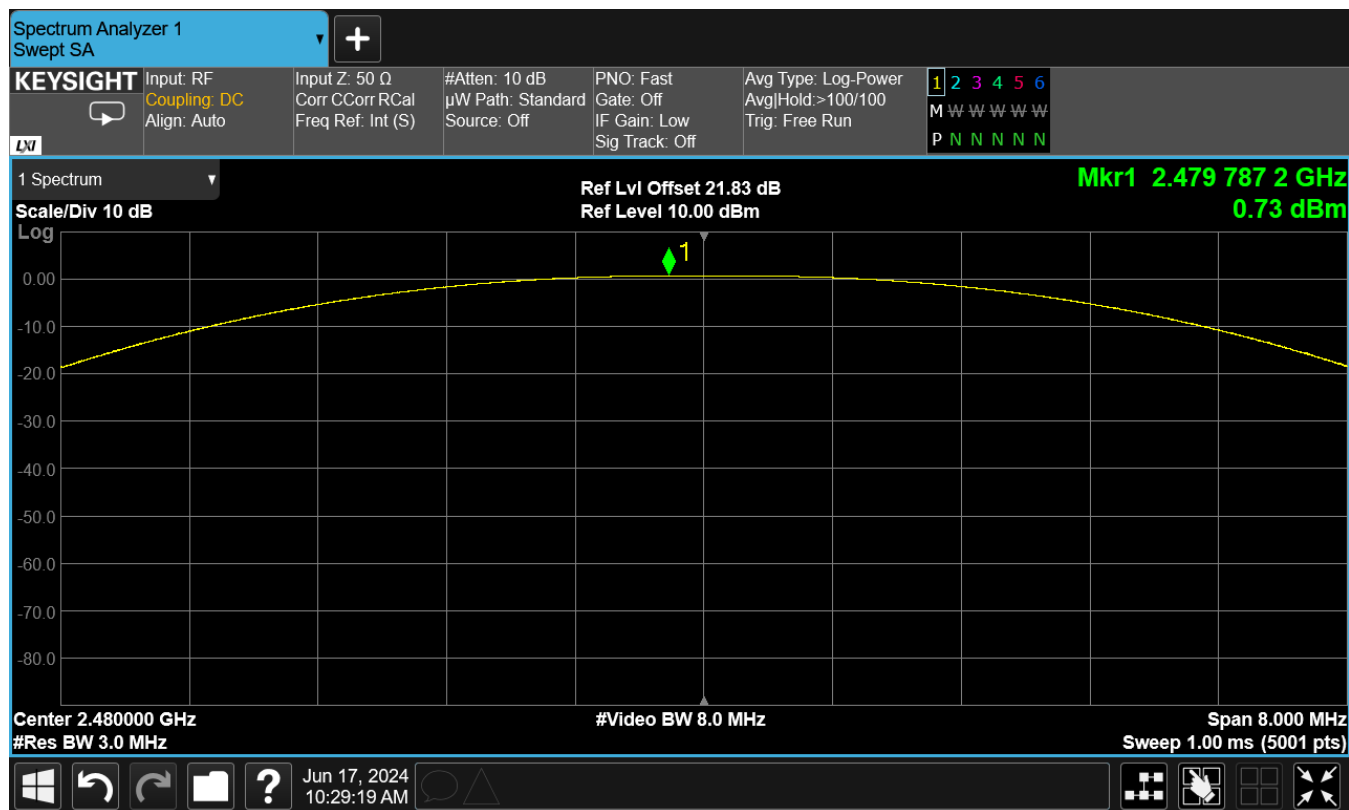 Spectrum Analyzer 1
Swept SA
KEYSIGHT
LXI
Input: RF
Coupling: DC
Align: Auto
Input Z: 50 Ω
Corr CCorr RCal
Freq Ref: Int (S)
#Atten: 10 dB
µW Path: Standard
Source: Off
PNO: Fast
Gate: Off
IF Gain: Low
Sig Track: Off
Avg Type: Log-Power
Avg|Hold:>100/100
Trig: Free Run
1 2 3 4 5 6
M W W W W W
P N N N N N
1 Spectrum
Scale/Div 10 dB
Ref Lvl Offset 21.83 dB
Ref Level 10.00 dBm
Mkr1 2.479 787 2 GHz
0.73 dBm
Log
1
0.00
-10.0
-20.0
-30.0
-40.0
-50.0
-60.0
-70.0
-80.0
Center 2.480000 GHz
#Res BW 3.0 MHz
#Video BW 8.0 MHz
Span 8.000 MHz
Sweep 1.00 ms (5001 pts)
?
Jun 17, 2024
10:29:19 AM